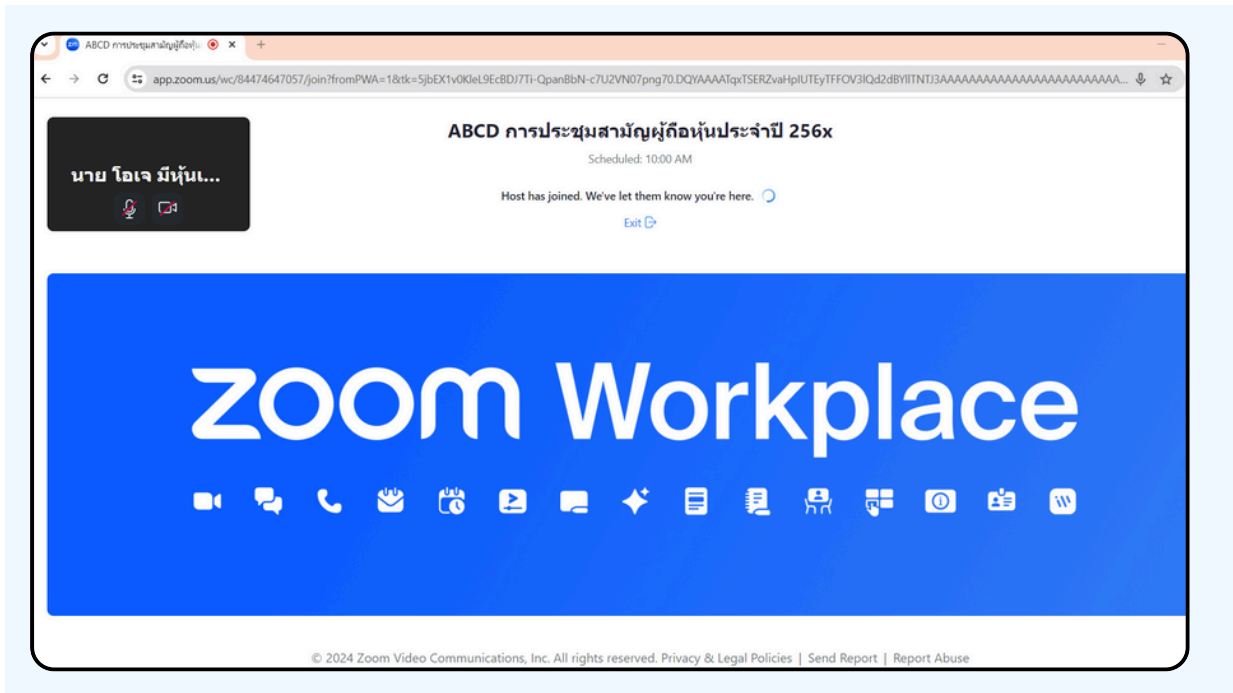 ABCD การประชุมสามัญผู้ถือหุ้น
app.zoom.us/wc/84474647057/join?fromPWA=1&tk=
ABCD การประชุมสามัญผู้ถือหุ้นประจำปี 256x
Scheduled: 10:00 AM
นาย โอเจ มีหุ้นเ...
Host has joined. We've let them know you're here.
Exit
zoom Workplace
© 2024 Zoom Video Communications, Inc. All rights reserved. Privacy & Legal Policies | Send Report | Report Abuse